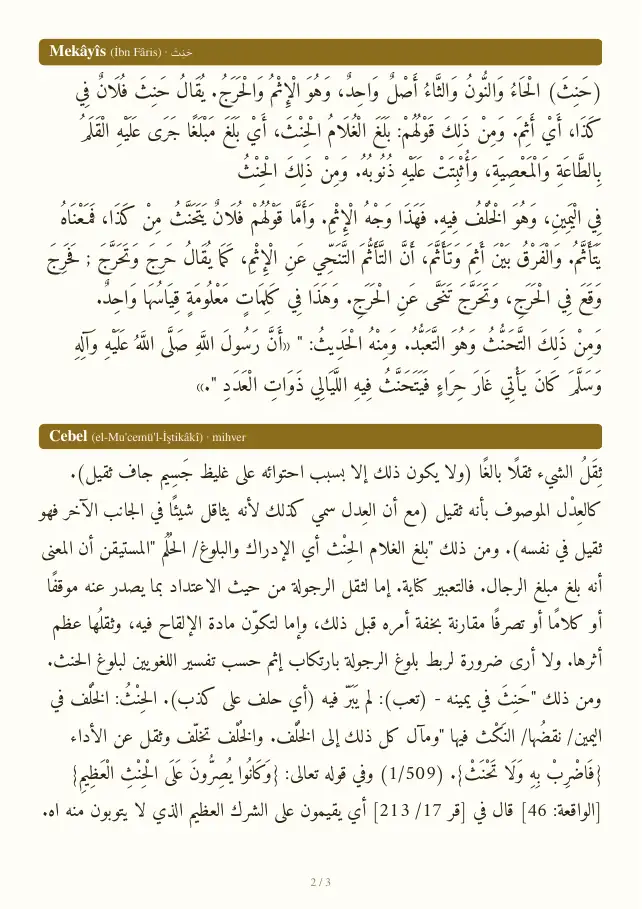 Mekâyîs (İbn Fâris) · حَنِثَ
(حَنِثَ) الْحَاءُ وَالنُّونُ وَالثَّاءُ أَصْلٌ وَاحِدٌ، وَهُوَ الْإِثْمُ وَالْحَرَجُ. يُقَالُ حَنِثَ فُلَانٌ فِي
كَذَا، أَيْ أَثِمَ. وَمِنْ ذَلِكَ قَوْلُهُمْ: بَلَغَ الْغُلَامُ الْحِنْثَ، أَيْ بَلَغَ مَبْلَغًا جَرَى عَلَيْهِ الْقَلَمُ
بِالطَّاعَةِ وَالْمَعْصِيَةِ، وَأُثْبِتَتْ عَلَيْهِ ذُنُوبُهُ. وَمِنْ ذَلِكَ الْحِنْثُ
فِي الْيَمِينِ، وَهُوَ الْخُلْفُ فِيهِ. فَهَذَا وَجْهُ الْإِثْمِ. وَأَمَّا قَوْلُهُمْ فُلَانٌ يَتَحَنَّثُ مِنْ كَذَا، فَمَعْنَاهُ
يَتَأَثَّمُ. وَالْفَرْقُ بَيْنَ أَثِمَ وَتَأَثَّمَ، أَنَّ التَّأَثُّمَ التَّنَحِّي عَنِ الْإِثْمِ، كَمَا يُقَالُ حَرِجَ وَتَحَرَّجَ ; فَحَرِجَ
وَقَعَ فِي الْحَرَجِ، وَتَحَرَّجَ تَنَحَّى عَنِ الْحَرَجِ. وَهَذَا فِي كَلِمَاتٍ مَعْلُومَةٍ قِيَاسُهَا وَاحِدٌ.
وَمِنْ ذَلِكَ التَّحَنُّثُ وَهُوَ التَّعَبُّدُ. وَمِنْهُ الْحَدِيثُ: " «أَنَّ رَسُولَ اللَّهِ صَلَّى اللَّهُ عَلَيْهِ وَآلِهِ
وَسَلَّمَ كَانَ يَأْتِي غَارَ حِرَاءٍ فَيَتَحَنَّثُ فِيهِ اللَّيَالِيَ ذَوَاتِ الْعَدَدِ ".»
Cebel (el-Mu'cemü'l-İştikâkî) · mihver
ثِقَلُ الشيء ثقلًا بالغًا (ولا يكون ذلك إلا بسبب احتوائه على غليظ جَسِيم جاف ثقيل).
كالعِدْل الموصوف بأنه ثقيل (مع أن العِدل سمي كذلك لأنه يثاقل شيئًا في الجانب الآخر فهو
ثقيل في نفسه). ومن ذلك "بلغ الغلام الحِنْث أي الإدراك والبلوغ/ الحُلُم "المستيقن أن المعنى
أنه بلغ مبلغ الرجال. فالتعبير كناية. إما لثقل الرجولة من حيث الاعتداد بما يصدر عنه موقفًا
أو كلامًا أو تصرفًا مقارنة بخفة أمره قبل ذلك، وإما لتكوّن مادة الإلقاح فيه، وثقلُها عظم
أثرها. ولا أرى ضرورة لربط بلوغ الرجولة بارتكاب إثم حسب تفسير اللغويين لبلوغ الحنث.
ومن ذلك "حَنِثَ في يمينه - (تعب): لم يَبَرّ فيه (أي حلف على كذب). الحِنْثُ: الخُلْف في
اليمين/ نقضُها/ النَكْث فيها "ومآل كل ذلك إلى الخُلْف. والخُلْف تخلّف وثقل عن الأداء
{فَاضْرِبْ بِهِ وَلَا تَحْنَثْ}. (1/509) وفي قوله تعالى: {وَكَانُوا يُصِرُّونَ عَلَى الْحِنْثِ الْعَظِيمِ}
[الواقعة: 46] قال في [قر 17/ 213] أي يقيمون على الشرك العظيم الذي لا يتوبون منه اه.
2 / 3